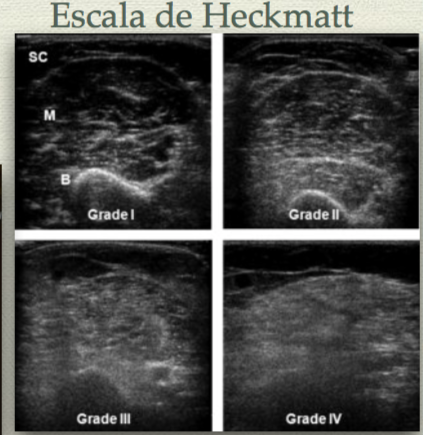 Escala de Heckmatt
SC
M
B
Grade I
Grade II
Grade III
Grade IV